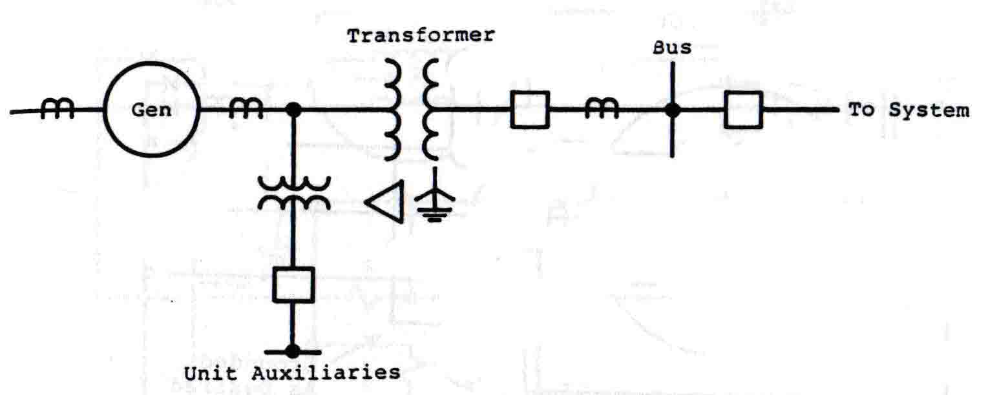 Transformer
Bus
Gen
To System
Unit Auxiliaries